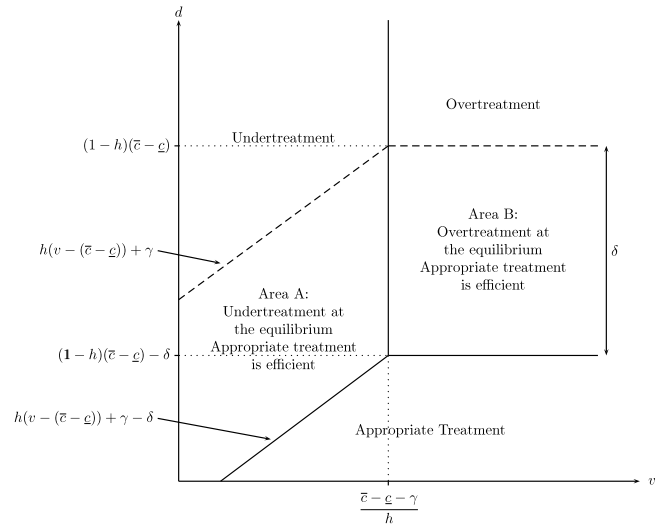 d
Overtreatment
Undertreatment
(1 − h)(c̅ − c̲)
Area B:
Overtreatment at
the equilibrium
Appropriate treatment
is efficient
δ
h(v − (c̅ − c̲)) + γ
Area A:
Undertreatment at
the equilibrium
Appropriate treatment
is efficient
(1 − h)(c̅ − c̲) − δ
h(v − (c̅ − c̲)) + γ − δ
Appropriate Treatment
v
c̅ − c̲ − γ
h